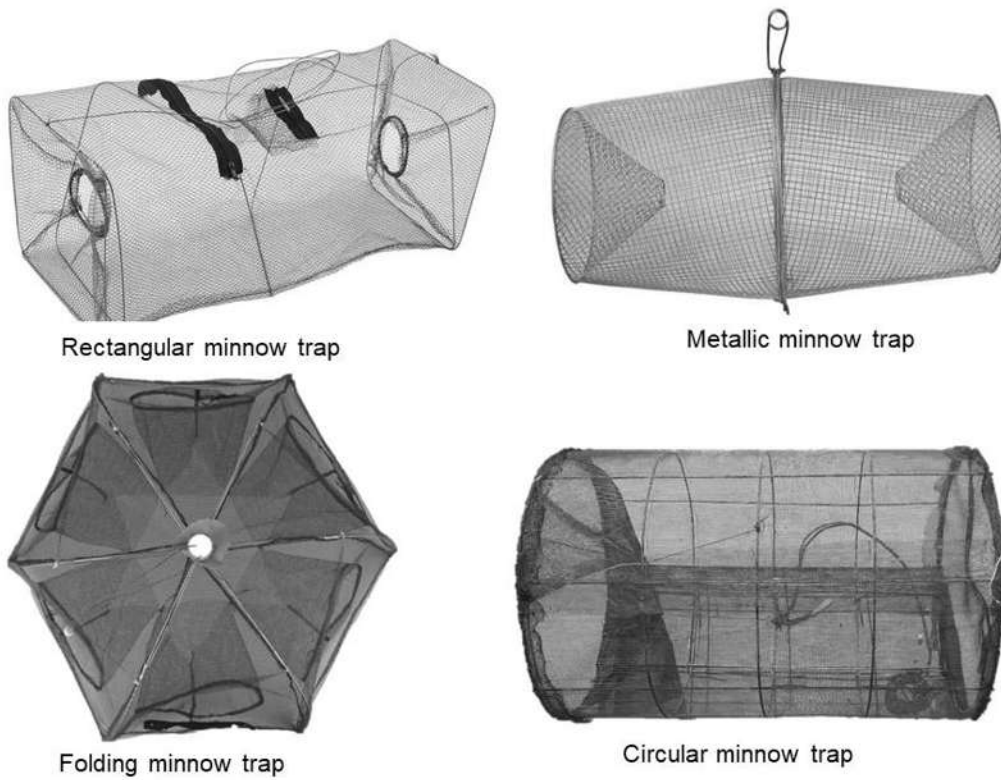 Rectangular minnow trap
Metallic minnow trap
Folding minnow trap
Circular minnow trap